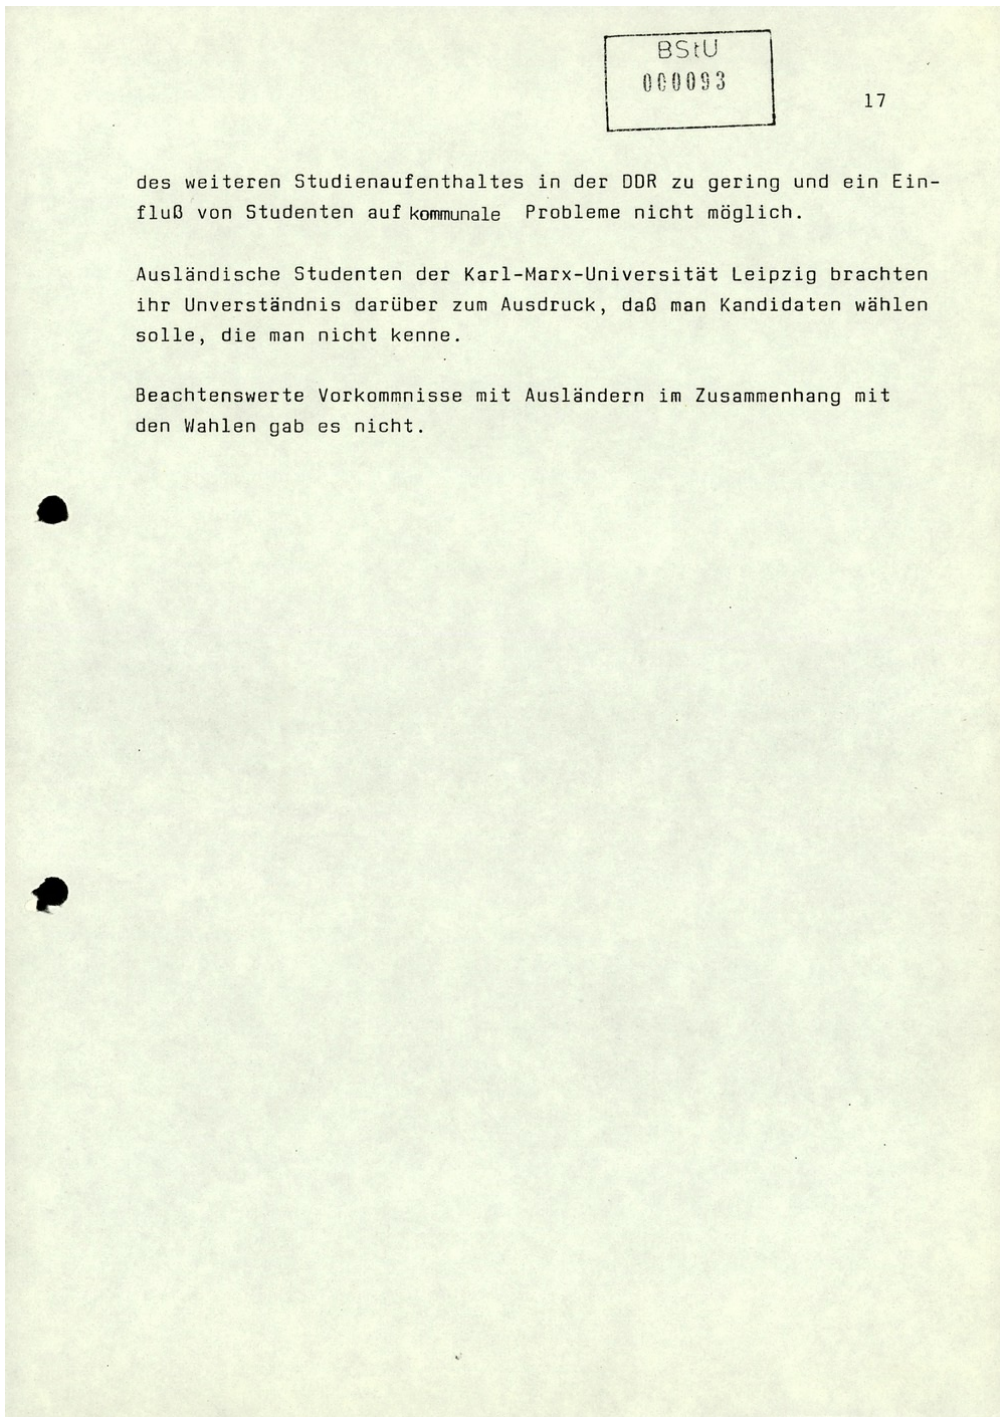 BStU
000093
17
des weiteren Studienaufenthaltes in der DDR zu gering und ein Ein-
fluß von Studenten auf kommunale Probleme nicht möglich.
Ausländische Studenten der Karl-Marx-Universität Leipzig brachten
ihr Unverständnis darüber zum Ausdruck, daß man Kandidaten wählen
solle, die man nicht kenne.
Beachtenswerte Vorkommnisse mit Ausländern im Zusammenhang mit
den Wahlen gab es nicht.